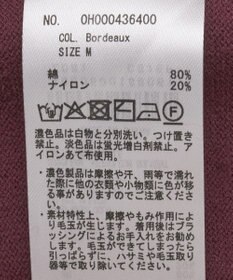 NO. 0H000436400
COL. Bordeaux
SIZE M
綿 80%
ナイロン 20%
濃色品は白物と分別洗い。つけ置き
禁止。淡色品は蛍光増白剤禁止。ア
イロンあて布使用。
・濃色製品は摩擦や汗、雨等で濡れ
た際に他の衣類や小物類に色が移
る事が御座いますのでご注意下さ
い。
・素材特性上、摩擦やもみ作用によ
り毛玉が生じます。着用後はブラ
ッシングによるお手入れをお勧め
します。毛玉ができてしまったら
引っぱらずに、ハサミや毛玉取り
器等で取り除いてください。